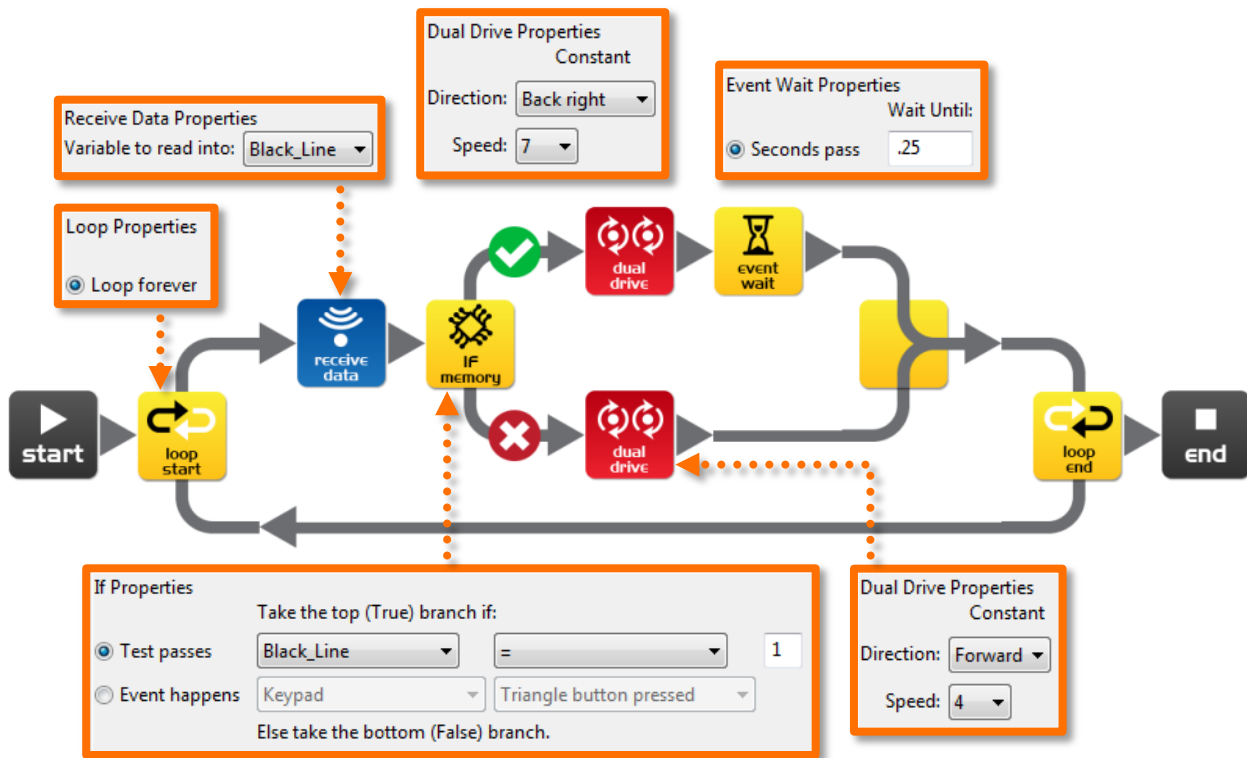 Dual Drive Properties
Constant
Direction: Back right
Speed: 7
Event Wait Properties
Wait Until:
Seconds pass .25
Receive Data Properties
Variable to read into: Black_Line
Loop Properties
Loop forever
dual
drive
event
wait
receive
data
IF
memory
start
loop
start
dual
drive
loop
end
end
If Properties
Take the top (True) branch if:
Test passes Black_Line = 1
Event happens Keypad Triangle button pressed
Else take the bottom (False) branch.
Dual Drive Properties
Constant
Direction: Forward
Speed: 4